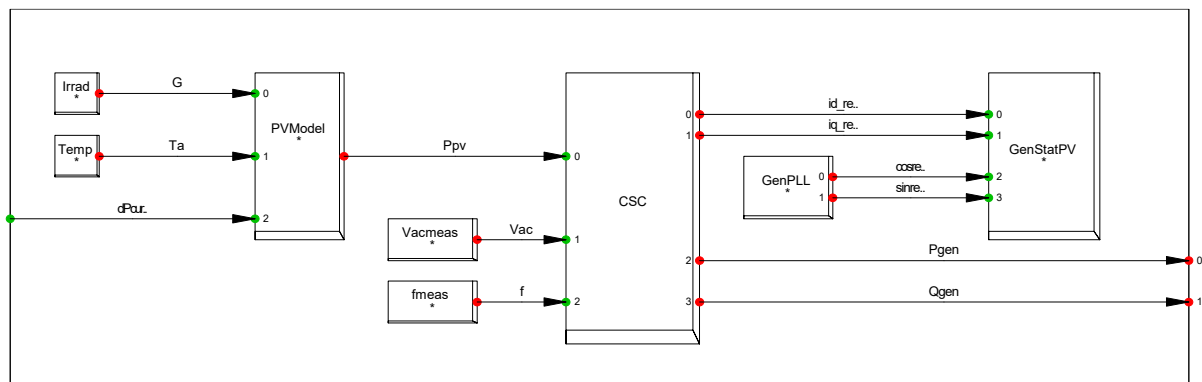 Irrad
*
G
0
PVModel
*
Temp
*
Ta
1
dPcur..
2
Ppv
0
CSC
Vacmeas
*
Vac
1
fmeas
*
f
2
0
id_re..
0
1
iq_re..
1
GenStatPV
*
GenPLL
*
0
cosre..
2
1
sinre..
3
2
Pgen
0
3
Qgen
1